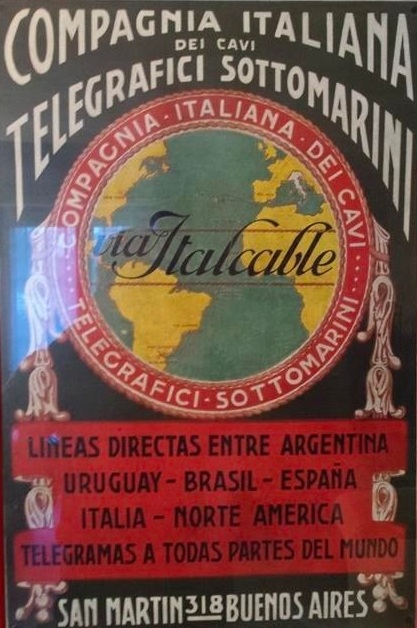 COMPAGNIA ITALIANA
DEI CAVI
TELEGRAFICI SOTTOMARINI
COMPAGNIA · ITALIANA · DEI CAVI
TELEGRAFICI · SOTTOMARINI
via Italcable
LINEAS DIRECTAS ENTRE ARGENTINA
URUGUAY - BRASIL - ESPAÑA
ITALIA - NORTE AMERICA
TELEGRAMAS A TODAS PARTES DEL MUNDO
SAN MARTIN 318 BUENOS AIRES